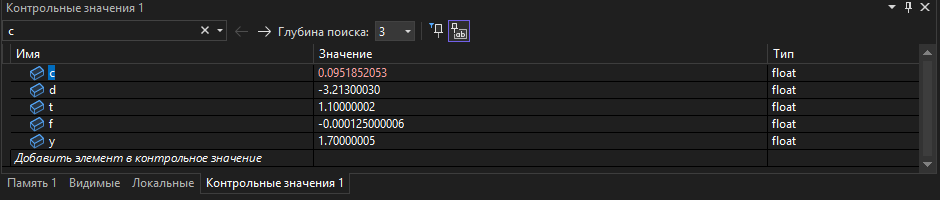 Контрольные значения 1
c
Глубина поиска: 3
Имя Значение Тип
c 0.0951852053 float
d -3.21300030 float
t 1.10000002 float
f -0.000125000006 float
y 1.70000005 float
Добавить элемент в контрольное значение
Память 1 Видимые Локальные Контрольные значения 1